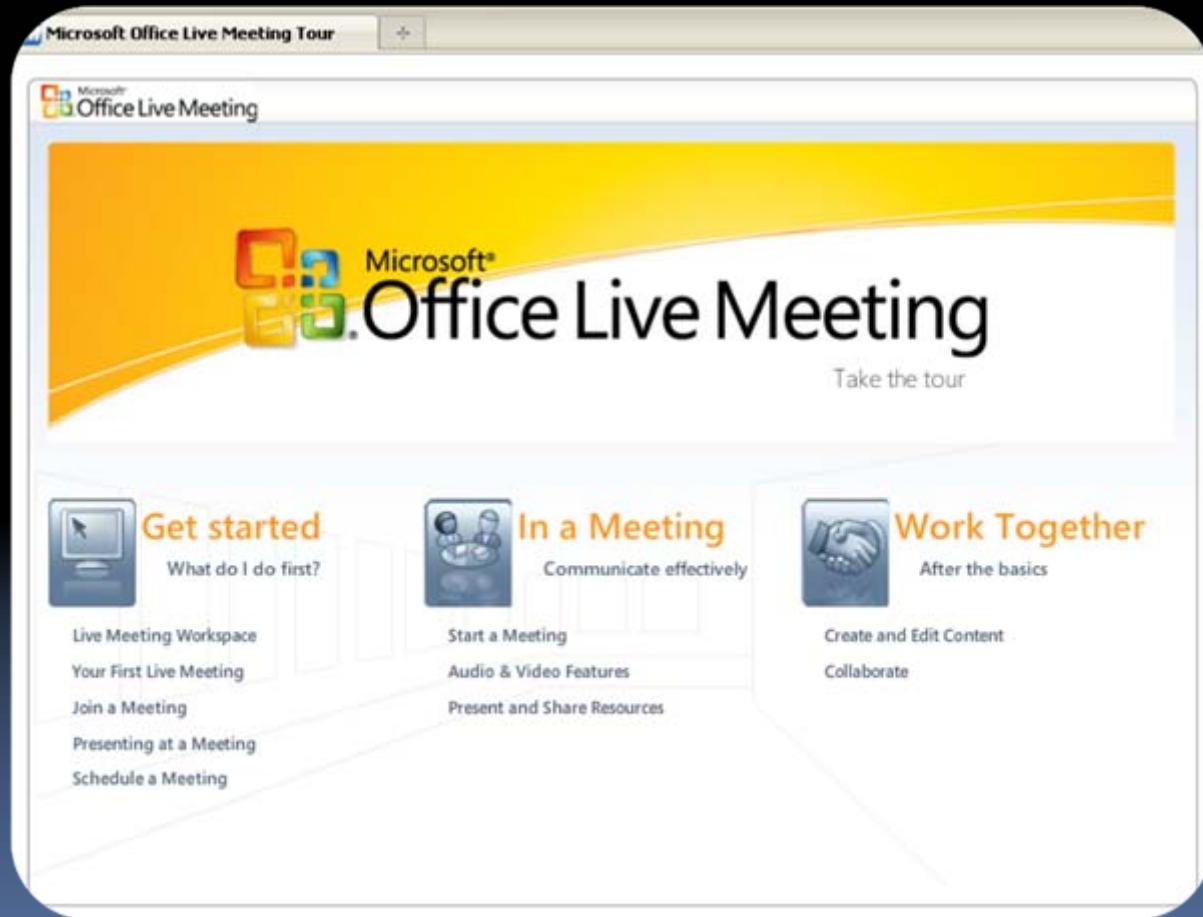 Microsoft Office Live Meeting Tour
Microsoft®
Office Live Meeting
Microsoft®
Office Live Meeting
Take the tour
Get started
What do I do first?
Live Meeting Workspace
Your First Live Meeting
Join a Meeting
Presenting at a Meeting
Schedule a Meeting
In a Meeting
Communicate effectively
Start a Meeting
Audio & Video Features
Present and Share Resources
Work Together
After the basics
Create and Edit Content
Collaborate